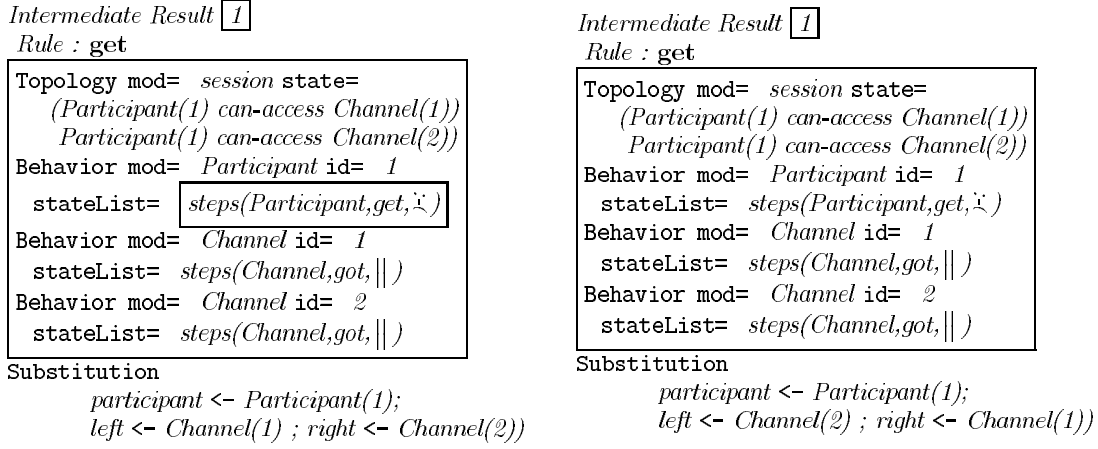 Intermediate Result 1
Rule : get
Topology mod= session state=
(Participant(1) can-access Channel(1))
Participant(1) can-access Channel(2))
Behavior mod= Participant id= 1
stateList= steps(Participant,get, )
Behavior mod= Channel id= 1
stateList= steps(Channel,got,|| )
Behavior mod= Channel id= 2
stateList= steps(Channel,got,|| )
Substitution
participant <- Participant(1);
left <- Channel(1) ; right <- Channel(2))
Intermediate Result 1
Rule : get
Topology mod= session state=
(Participant(1) can-access Channel(1))
Participant(1) can-access Channel(2))
Behavior mod= Participant id= 1
stateList= steps(Participant,get, )
Behavior mod= Channel id= 1
stateList= steps(Channel,got,|| )
Behavior mod= Channel id= 2
stateList= steps(Channel,got,|| )
Substitution
participant <- Participant(1);
left <- Channel(2) ; right <- Channel(1))